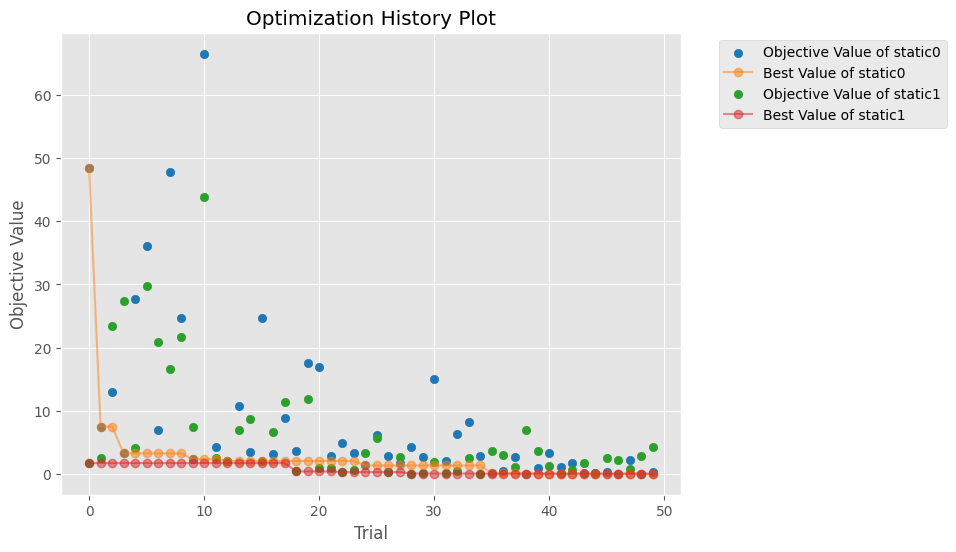 Optimization History Plot
Objective Value of static0
Best Value of static0
Objective Value of static1
Best Value of static1
Objective Value
60
50
40
30
20
10
0
0 10 20 30 40 50
Trial